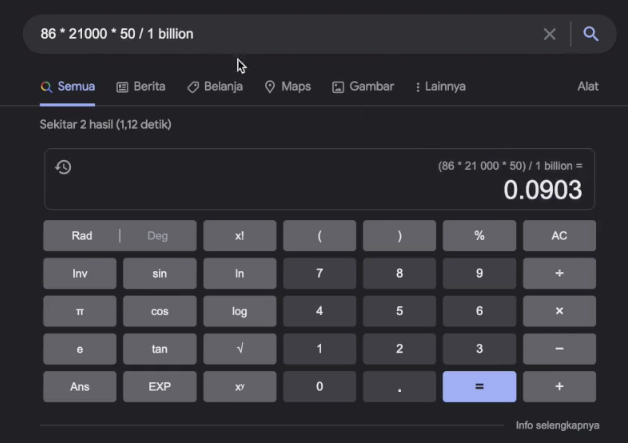 86 * 21000 * 50 / 1 billion
Semua Berita Belanja Maps Gambar Lainnya Alat
Sekitar 2 hasil (1,12 detik)
(86 * 21 000 * 50) / 1 billion =
0.0903
Rad | Deg x! ( ) % AC
Inv sin ln 7 8 9 ÷
π cos log 4 5 6 ×
e tan √ 1 2 3 −
Ans EXP xʸ 0 . = +
Info selengkapnya